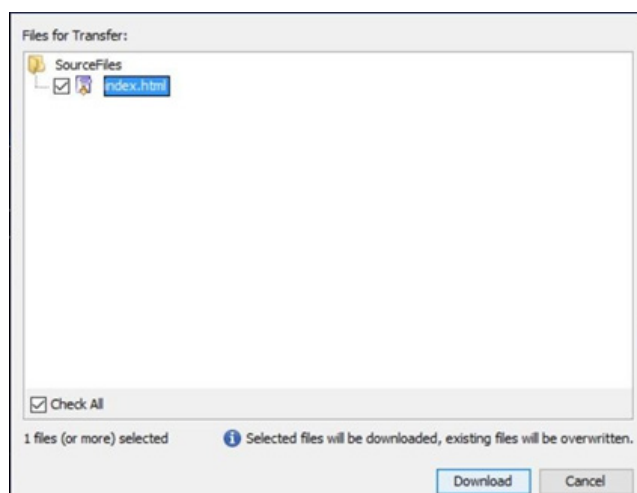 Files for Transfer:
SourceFiles
index.html
Check All
1 files (or more) selected
Selected files will be downloaded, existing files will be overwritten.
Download
Cancel